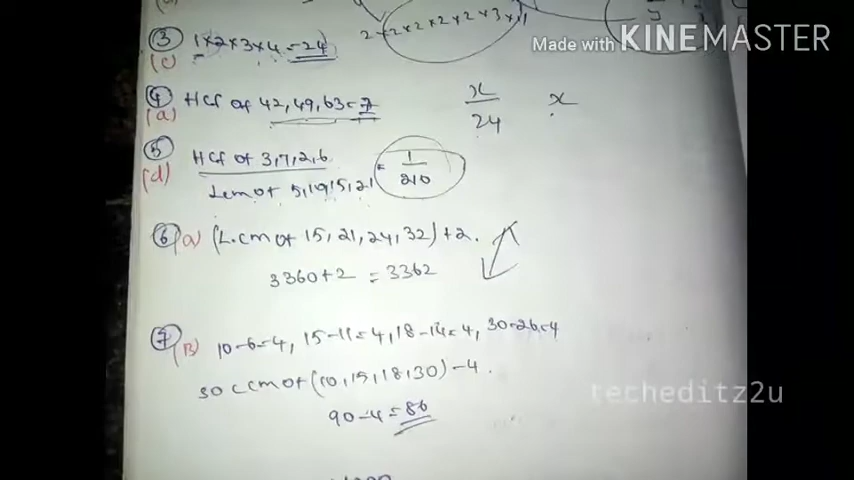 2×2×2×2×2×3×11
Made with KINEMASTER
③ 1×2×3×4=24
(c)
④ HCF of 42,49,63=7
(a)
x/24 x
⑤ HCF of 3,7,2,6
(d) Lcm of 5,10,15,21 = 1/210
⑥ (a) (L.cm of 15,21,24,32)+2.
3360+2 = 3362
⑦ (B) 10-6=4, 15-11=4, 18-14=4, 30-26=4
so LCM of (10,15,18,30)-4.
techeditz2u
90-4=86